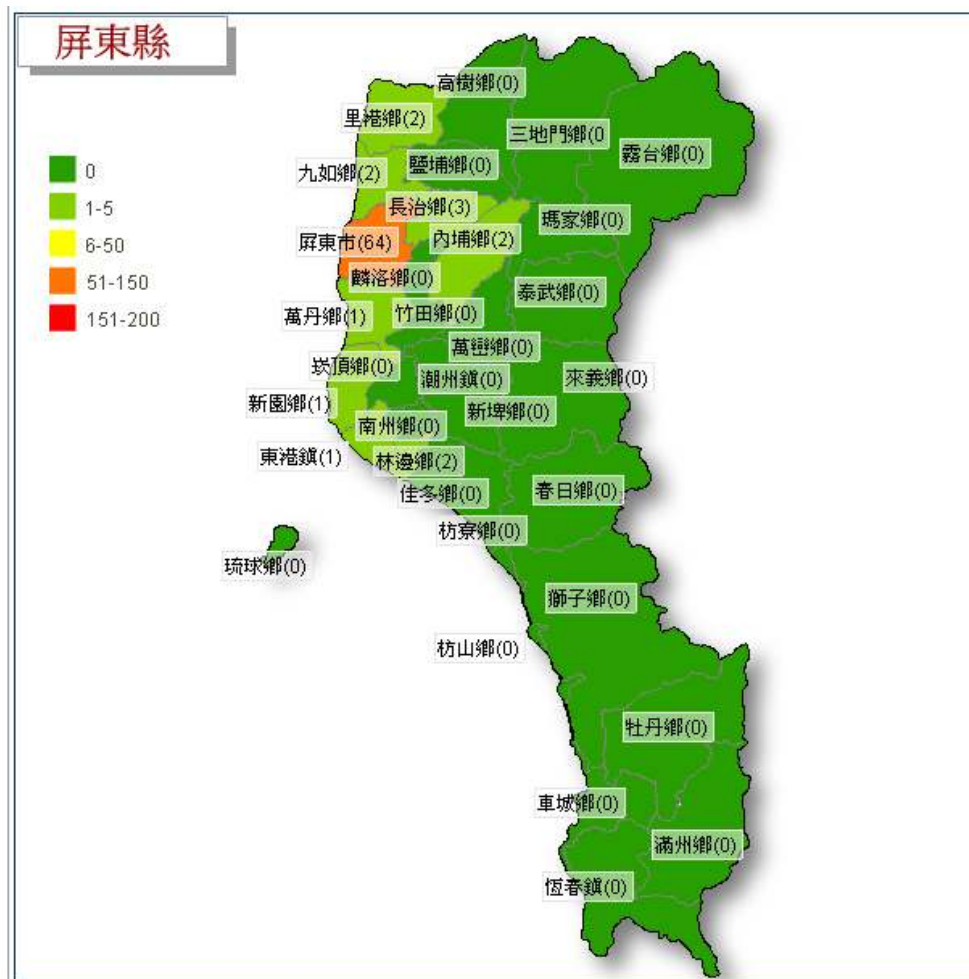 屏東縣
高樹鄉(0)
里港鄉(2)
三地門鄉(0
霧台鄉(0)
鹽埔鄉(0)
九如鄉(2)
0
長治鄉(3)
1-5
瑪家鄉(0)
內埔鄉(2)
屏東市(64)
6-50
麟洛鄉(0)
51-150
泰武鄉(0)
竹田鄉(0)
萬丹鄉(1)
151-200
萬巒鄉(0)
崁頂鄉(0)
潮州鎮(0)
來義鄉(0)
新園鄉(1)
新埤鄉(0)
南州鄉(0)
東港鎮(1)
林邊鄉(2)
佳冬鄉(0)
春日鄉(0)
枋寮鄉(0)
琉球鄉(0)
獅子鄉(0)
枋山鄉(0)
牡丹鄉(0)
車城鄉(0)
滿州鄉(0)
恆春鎮(0)